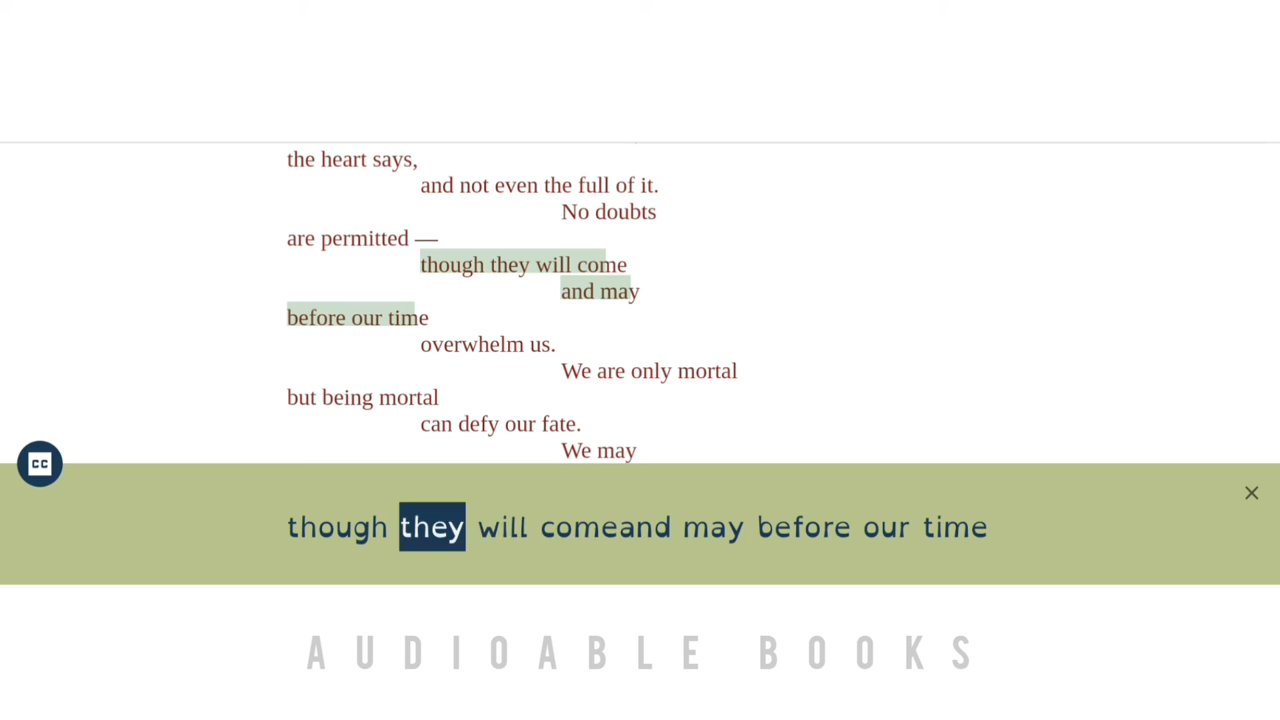 the heart says,
and not even the full of it.
No doubts
are permitted —
though they will come
and may
before our time
overwhelm us.
We are only mortal
but being mortal
can defy our fate.
We may
CC
though they will comeand may before our time
AUDIOABLE BOOKS